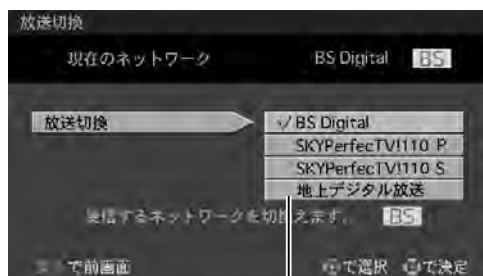 放送切換
現在のネットワーク BS Digital BS
放送切換 ✓BS Digital
SKYPerfecTV!110 P
SKYPerfecTV!110 S
地上デジタル放送
受信するネットワークを切換えます。 BS
で前画面 で選択 で決定